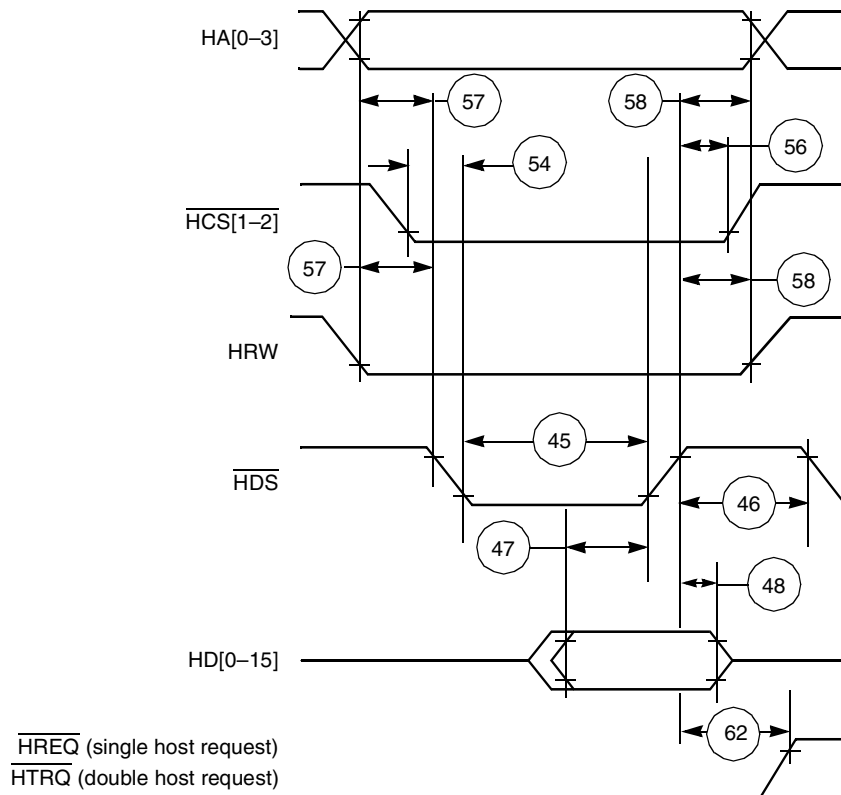 HA[0–3]
57
58
56
54
HCS[1–2]
57
58
HRW
45
HDS
46
47
48
HD[0–15]
62
HREQ (single host request)
HTRQ (double host request)